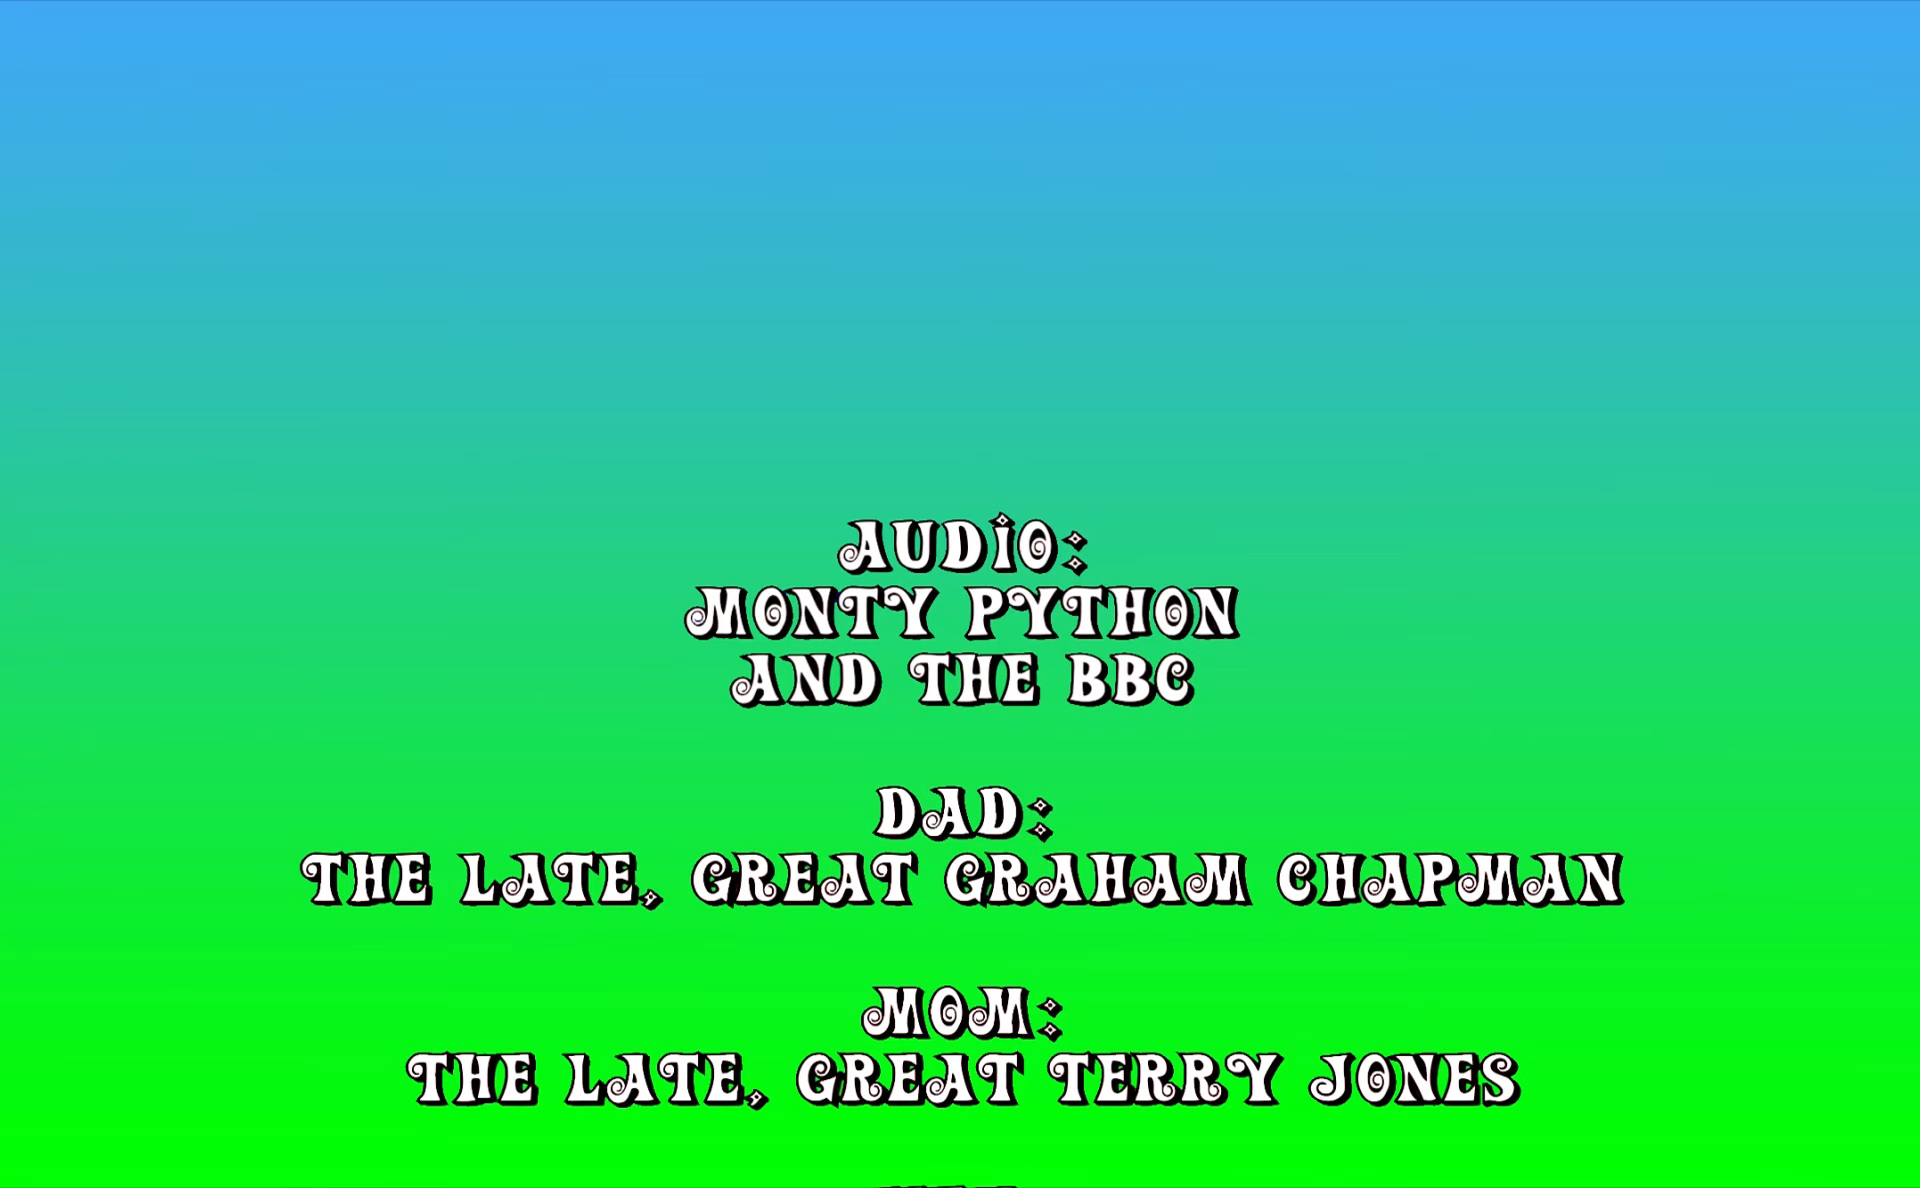 AUDIO:
MONTY PYTHON
AND THE BBC
DAD:
THE LATE, GREAT GRAHAM CHAPMAN
MOM:
THE LATE, GREAT TERRY JONES